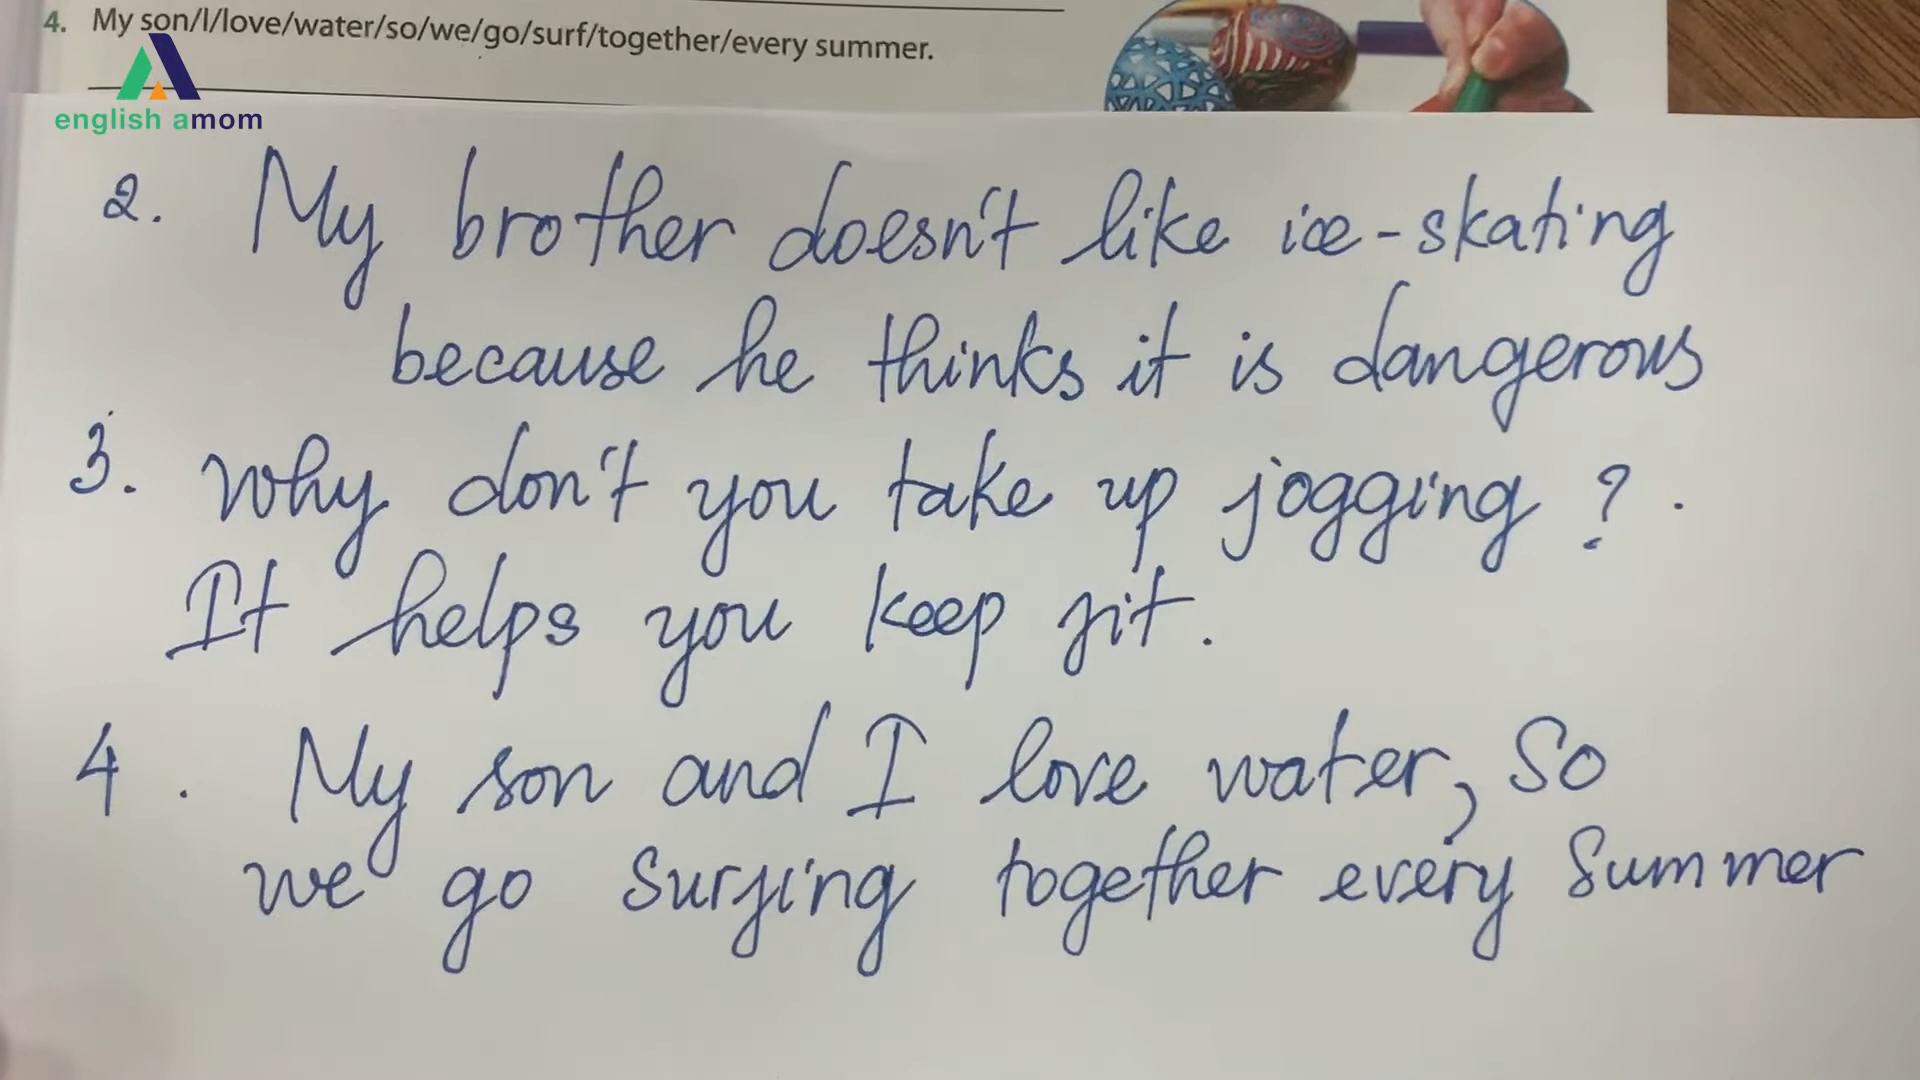 4. My son/I/love/water/so/we/go/surf/together/every summer.
english amom
2. My brother doesn't like ice-skating
because he thinks it is dangerous
3. Why don't you take up jogging ? .
It helps you keep fit.
4 . My son and I love water, So
we go surfing together every Summer